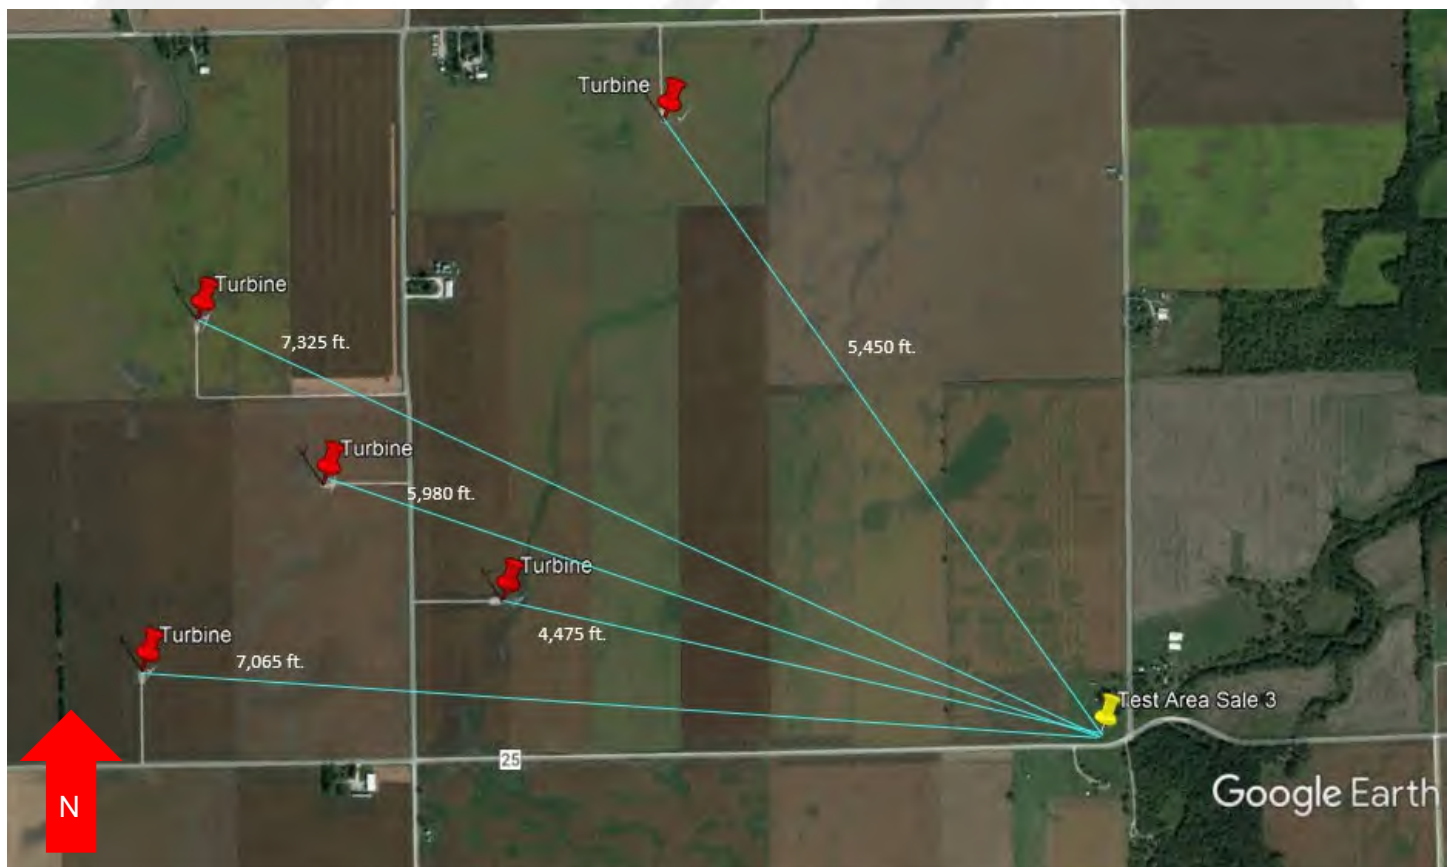 Turbine
Turbine
7,325 ft.
5,450 ft.
Turbine
5,980 ft.
Turbine
4,475 ft.
Turbine
7,065 ft.
Test Area Sale 3
25
Google Earth
N